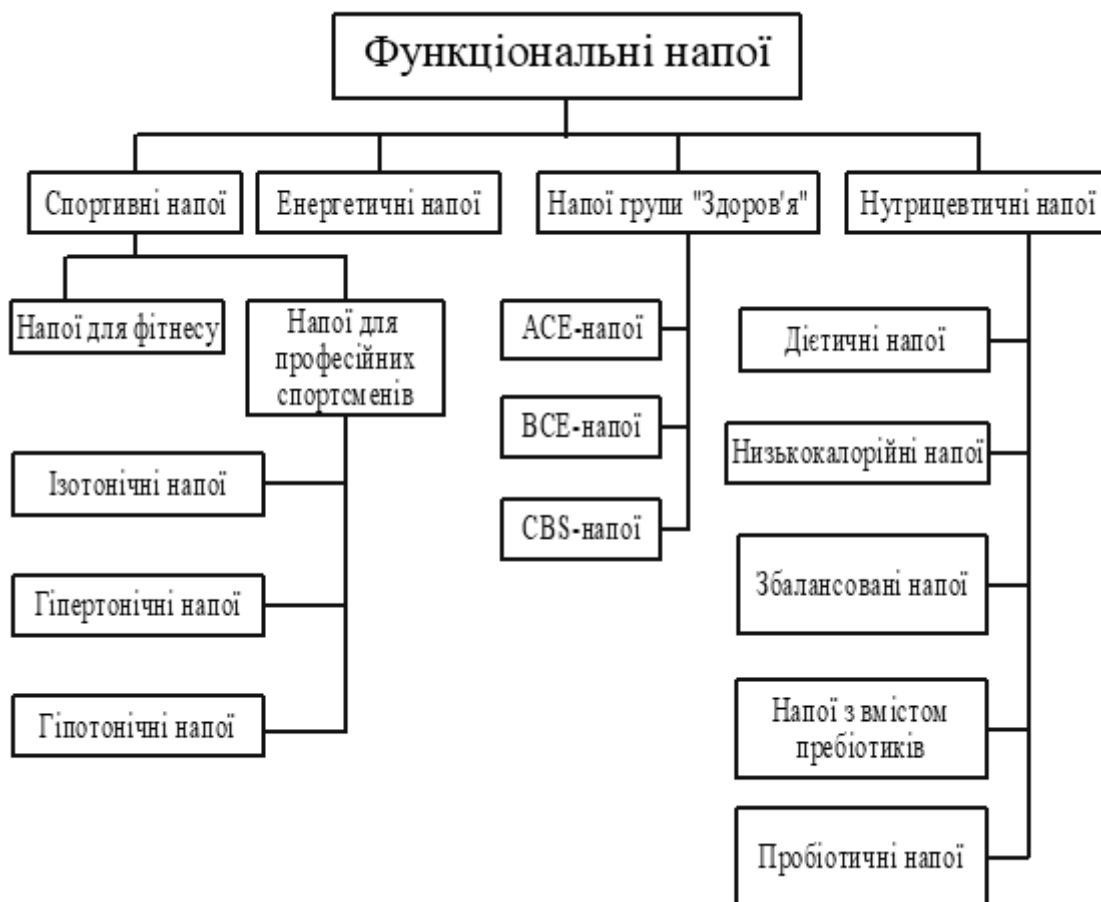 Функціональні напої
Спортивні напої
Енергетичні напої
Напої групи "Здоров'я"
Нутрицевтичні напої
Напої для фітнесу
Напої для
професійних
спортсменів
Ізотонічні напої
Гіпертонічні напої
Гіпотонічні напої
АСЕ-напої
ВСЕ-напої
CBS-напої
Дієтичні напої
Низькокалорійні напої
Збалансовані напої
Напої з вмістом
пребіотиків
Пробіотичні напої